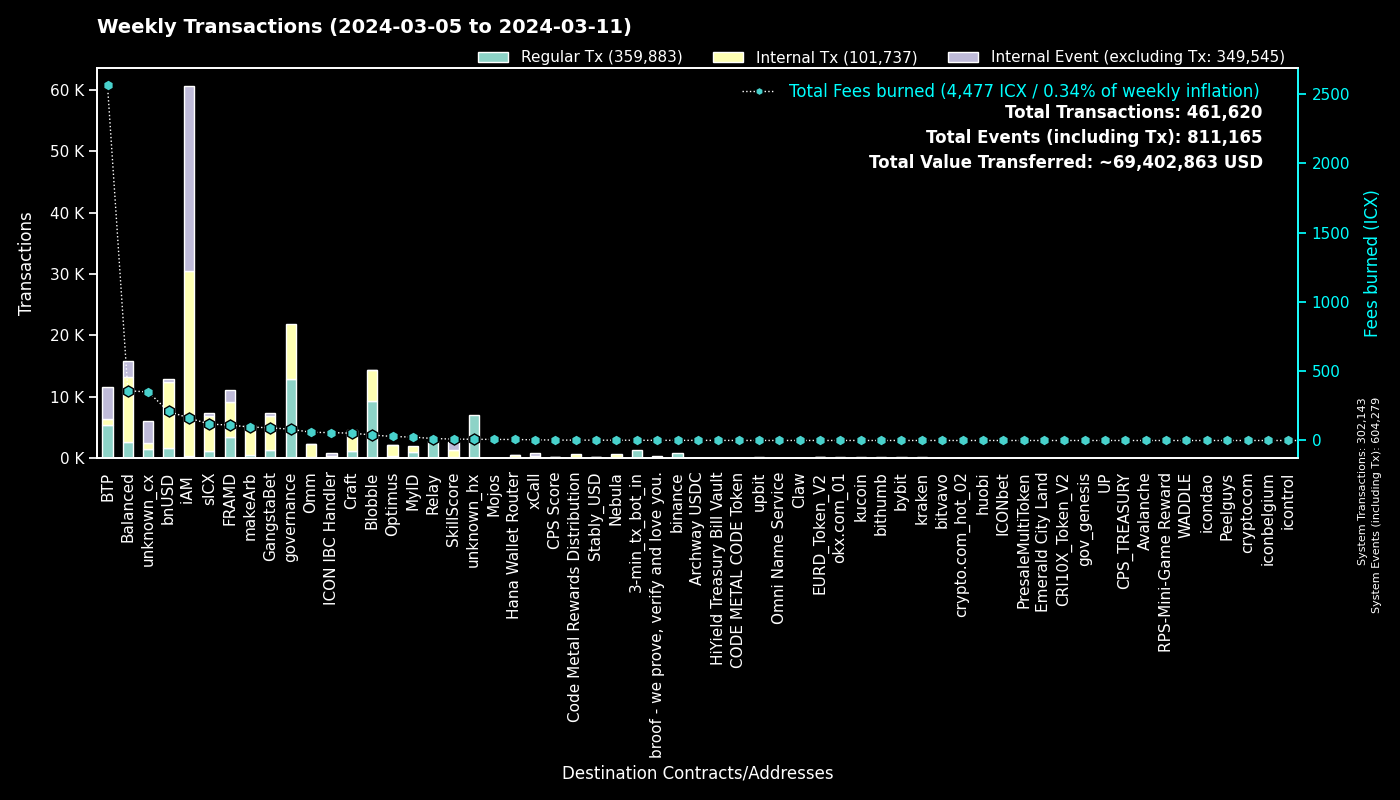 Weekly Transactions (2024-03-05 to 2024-03-11)
Regular Tx (359,883)
Internal Tx (101,737)
Internal Event (excluding Tx: 349,545)
Total Fees burned (4,477 ICX / 0.34% of weekly inflation)
Total Transactions: 461,620
Total Events (including Tx): 811,165
Total Value Transferred: ~69,402,863 USD
Transactions
60 K
50 K
40 K
30 K
20 K
10 K
0 K
2500
2000
1500
1000
500
0
Fees burned (ICX)
System Transactions: 302,143
System Events (including Tx): 604,279
BTP
Balanced
unknown_cx
bnUSD
iAM
sICX
FRAMD
makeArb
GangstaBet
governance
Omm
ICON IBC Handler
Craft
Blobble
Optimus
MyID
Relay
SkillScore
unknown_hx
Mojos
Hana Wallet Router
xCall
CPS Score
Code Metal Rewards Distribution
Stably_USD
Nebula
3-min_tx_bot_in
broof - we prove, verify and love you.
binance
Archway USDC
HiYield Treasury Bill Vault
CODE METAL CODE Token
upbit
Omni Name Service
Claw
EURD_Token_V2
okx.com_01
kucoin
bithumb
bybit
kraken
bitvavo
crypto.com_hot_02
huobi
ICONbet
PresaleMultiToken
Emerald City Land
CRI10X_Token_V2
gov_genesis
UP
CPS_TREASURY
Avalanche
RPS-Mini-Game Reward
WADDLE
icondao
Peelguys
cryptocom
iconbelgium
icontrol
Destination Contracts/Addresses